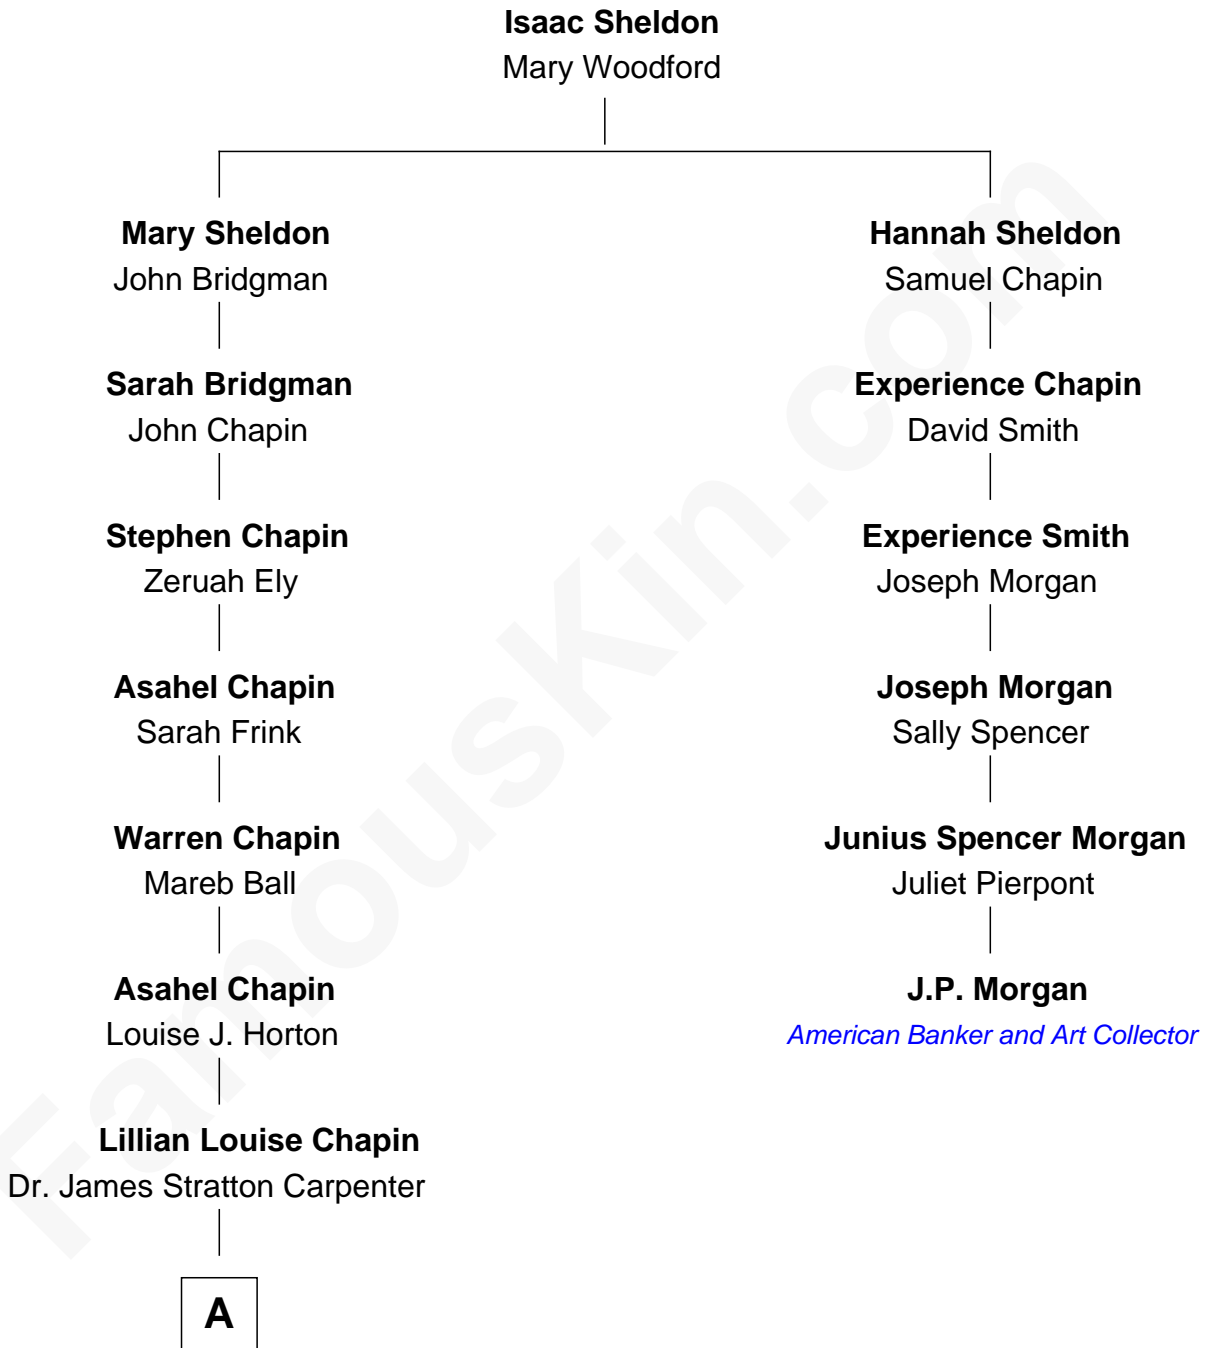 Isaac Sheldon
Mary Woodford
Mary Sheldon
John Bridgman
Hannah Sheldon
Samuel Chapin
Sarah Bridgman
John Chapin
Experience Chapin
David Smith
Stephen Chapin
Zeruah Ely
Experience Smith
Joseph Morgan
Asahel Chapin
Sarah Frink
Joseph Morgan
Sally Spencer
Warren Chapin
Mareb Ball
Junius Spencer Morgan
Juliet Pierpont
Asahel Chapin
Louise J. Horton
J.P. Morgan
American Banker and Art Collector
Lillian Louise Chapin
Dr. James Stratton Carpenter
A
FamousKin.com